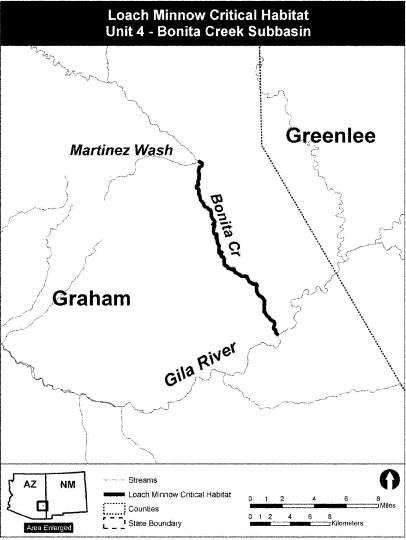 Loach Minnow Critical Habitat
Unit 4 - Bonita Creek Subbasin
Greenlee
Martinez Wash
Bonita Cr
Graham
Gila River
AZ NM
Area Enlarged
Streams
Loach Minnow Critical Habitat
Counties
State Boundary
0 1 2 4 6 8
Miles
0 1 2 4 6 8
Kilometers